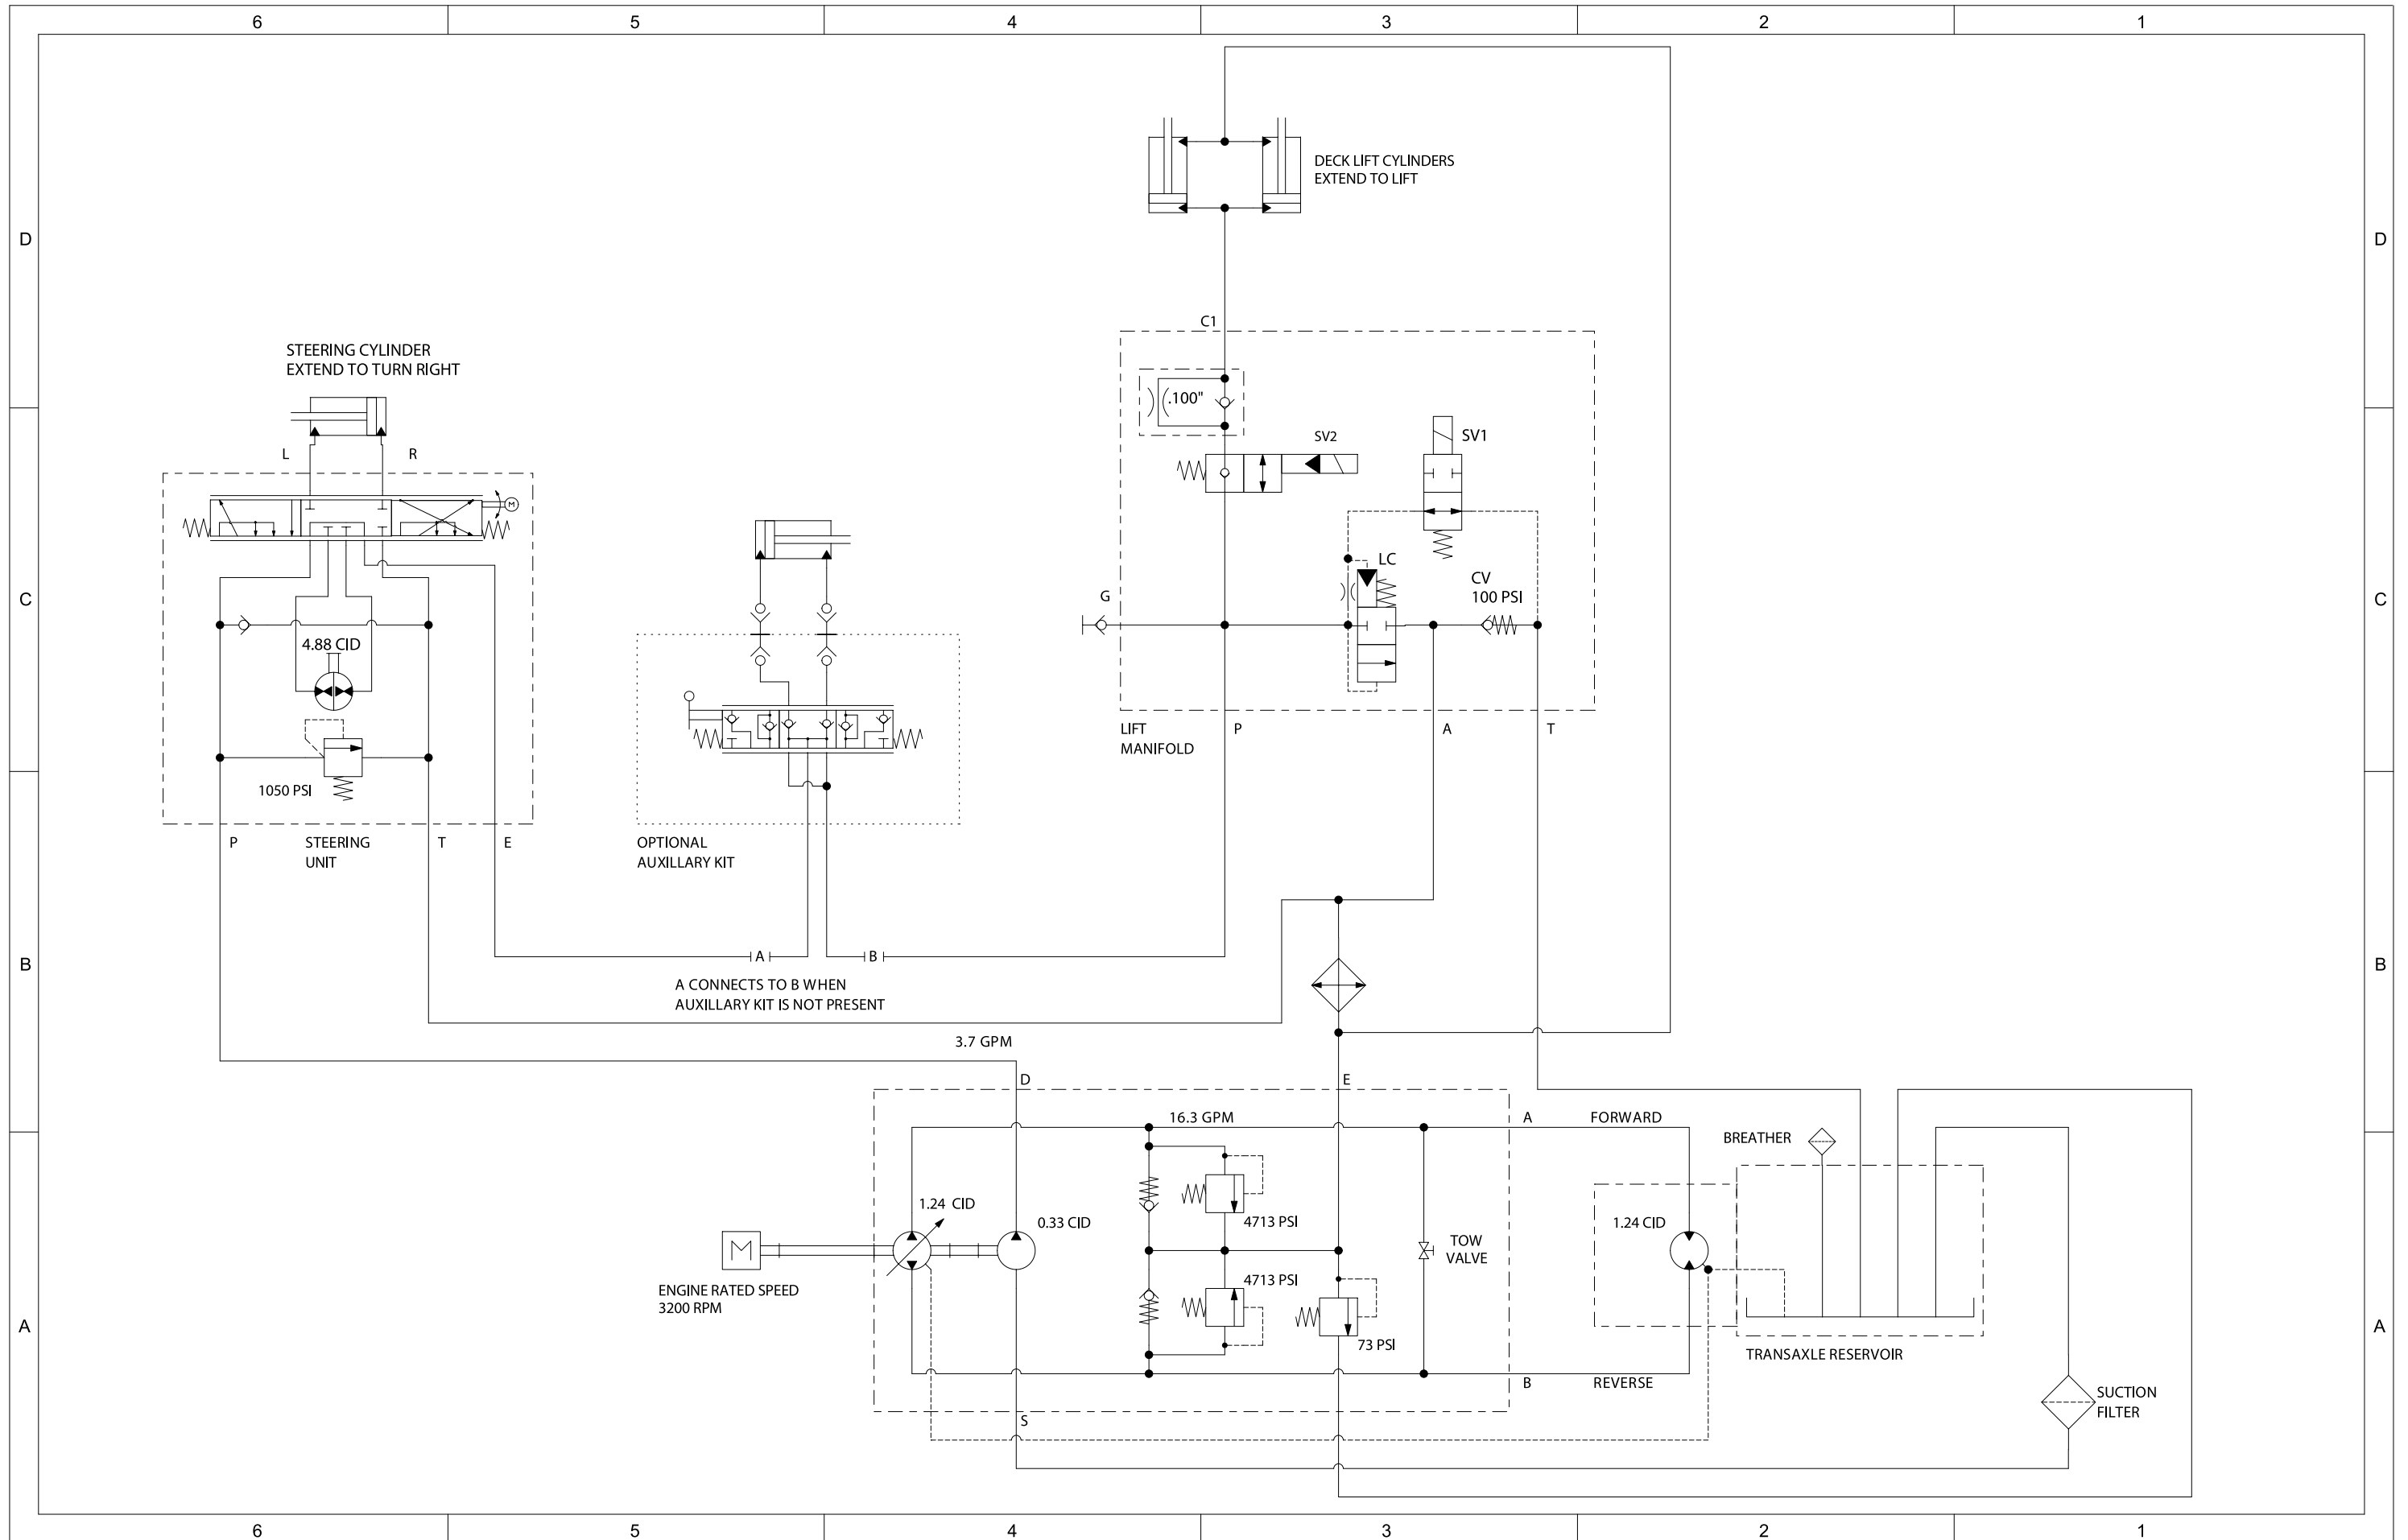 6 5 4 3 2 1
DECK LIFT CYLINDERS
EXTEND TO LIFT
D D
C1
STEERING CYLINDER
EXTEND TO TURN RIGHT
.100"
SV2
SV1
L R
M
LC
CV
100 PSI
G
C C
4.88 CID
LIFT
MANIFOLD
P A T
1050 PSI
P STEERING
UNIT
T E
OPTIONAL
AUXILLARY KIT
A B
A CONNECTS TO B WHEN
AUXILLARY KIT IS NOT PRESENT
B B
3.7 GPM
D E
16.3 GPM
A FORWARD
BREATHER
1.24 CID
0.33 CID
4713 PSI
1.24 CID
M
TOW
VALVE
4713 PSI
ENGINE RATED SPEED
3200 RPM
A A
73 PSI
TRANSAXLE RESERVOIR
B REVERSE
SUCTION
FILTER
S
6 5 4 3 2 1